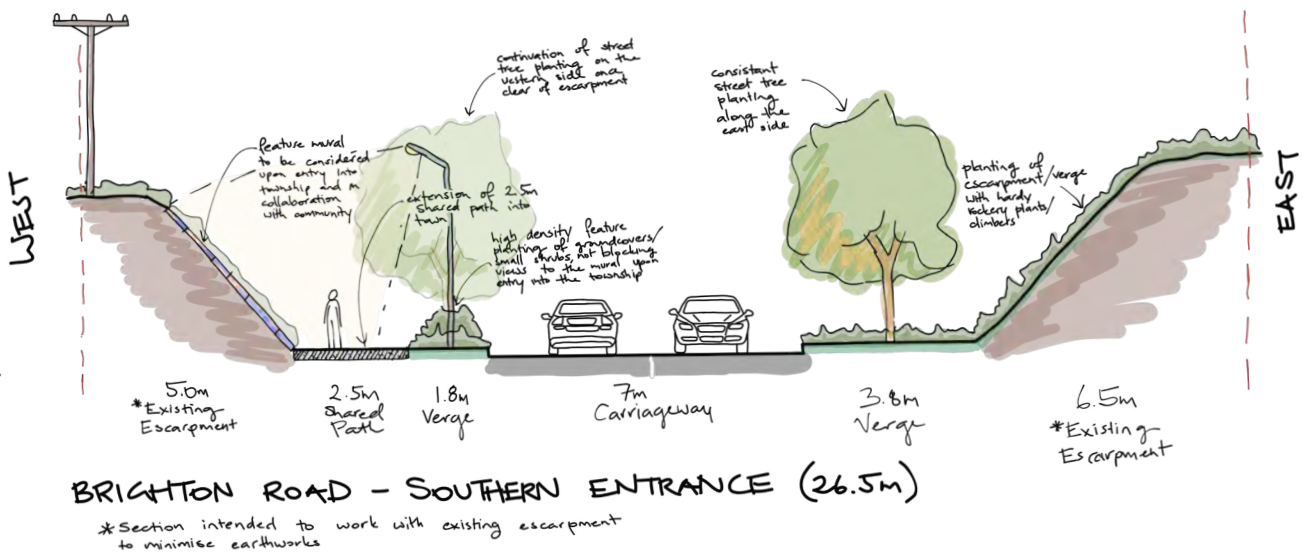 continuation of street
tree planting on the
western side once
clear of escarpment
consistant
street tree
planting
along the
east side
feature mural
to be considered
upon entry into
township and in
collaboration
with community
extension of 2.5m
shared path into
town
high density feature
planting of groundcovers/
small shrubs, not blocking
views to the mural upon
entry into the township
planting of
escarpment/verge
with hardy
rockery plants/
climbers
WEST
EAST
5.0m
*Existing
Escarpment
2.5m
Shared
Path
1.8m
Verge
7m
Carriageway
3.8m
Verge
6.5m
*Existing
Escarpment
BRIGHTON ROAD - SOUTHERN ENTRANCE (26.5m)
*Section intended to work with existing escarpment
to minimise earthworks